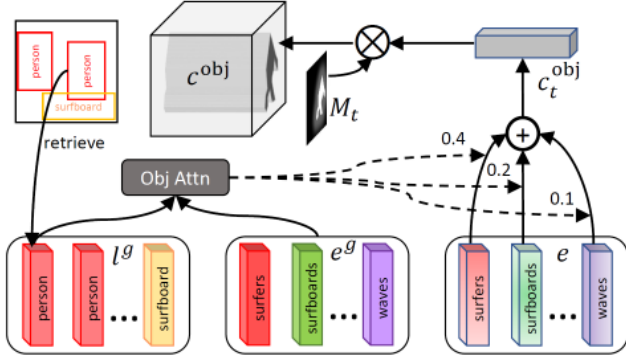 person
person
surfboard
retrieve
c^obj
M_t
c_t^obj
+
0.4
0.2
0.1
Obj Attn
l^g
person
person
...
surfboard
e^g
surfers
surfboards
...
waves
e
surfers
surfboards
...
waves